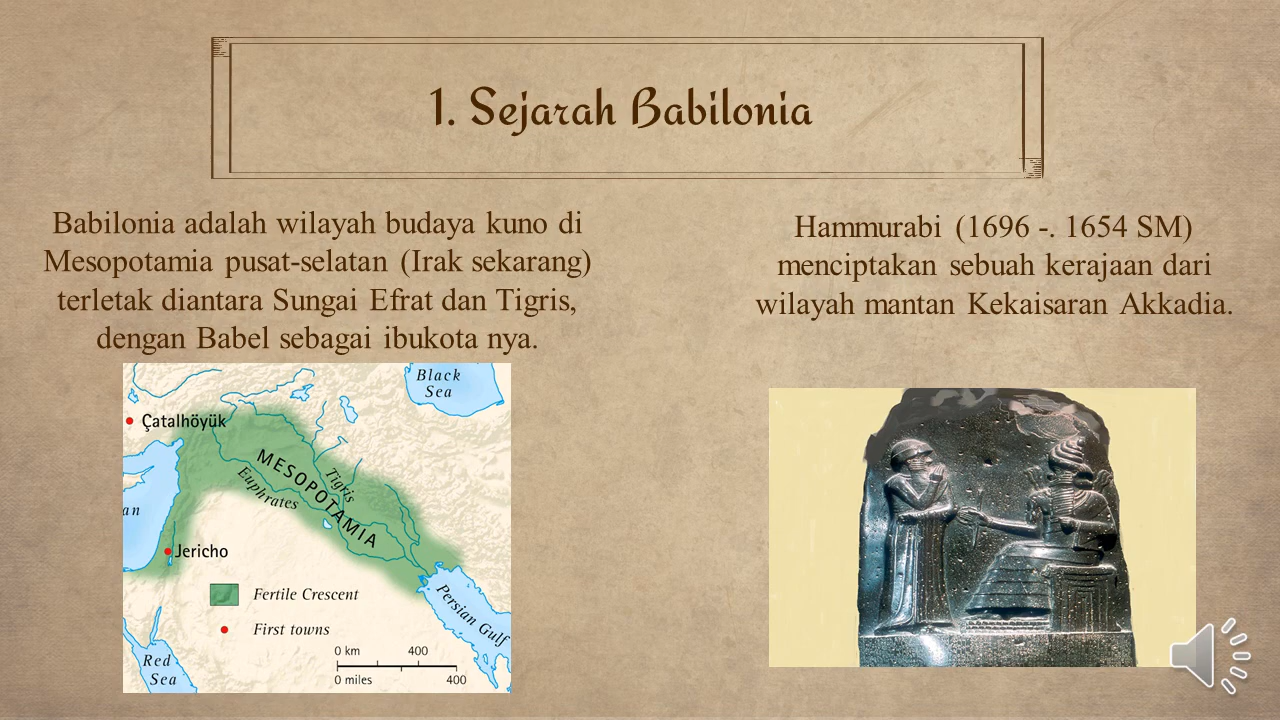 1. Sejarah Babilonia
Babilonia adalah wilayah budaya kuno di
Mesopotamia pusat-selatan (Irak sekarang)
terletak diantara Sungai Efrat dan Tigris,
dengan Babel sebagai ibukota nya.
Hammurabi (1696 -. 1654 SM)
menciptakan sebuah kerajaan dari
wilayah mantan Kekaisaran Akkadia.
Black
Sea
Çatalhöyük
MESOPOTAMIA
Tigris
Euphrates
an
Jericho
Fertile Crescent
First towns
Persian Gulf
Red
Sea
0 km 400
0 miles 400